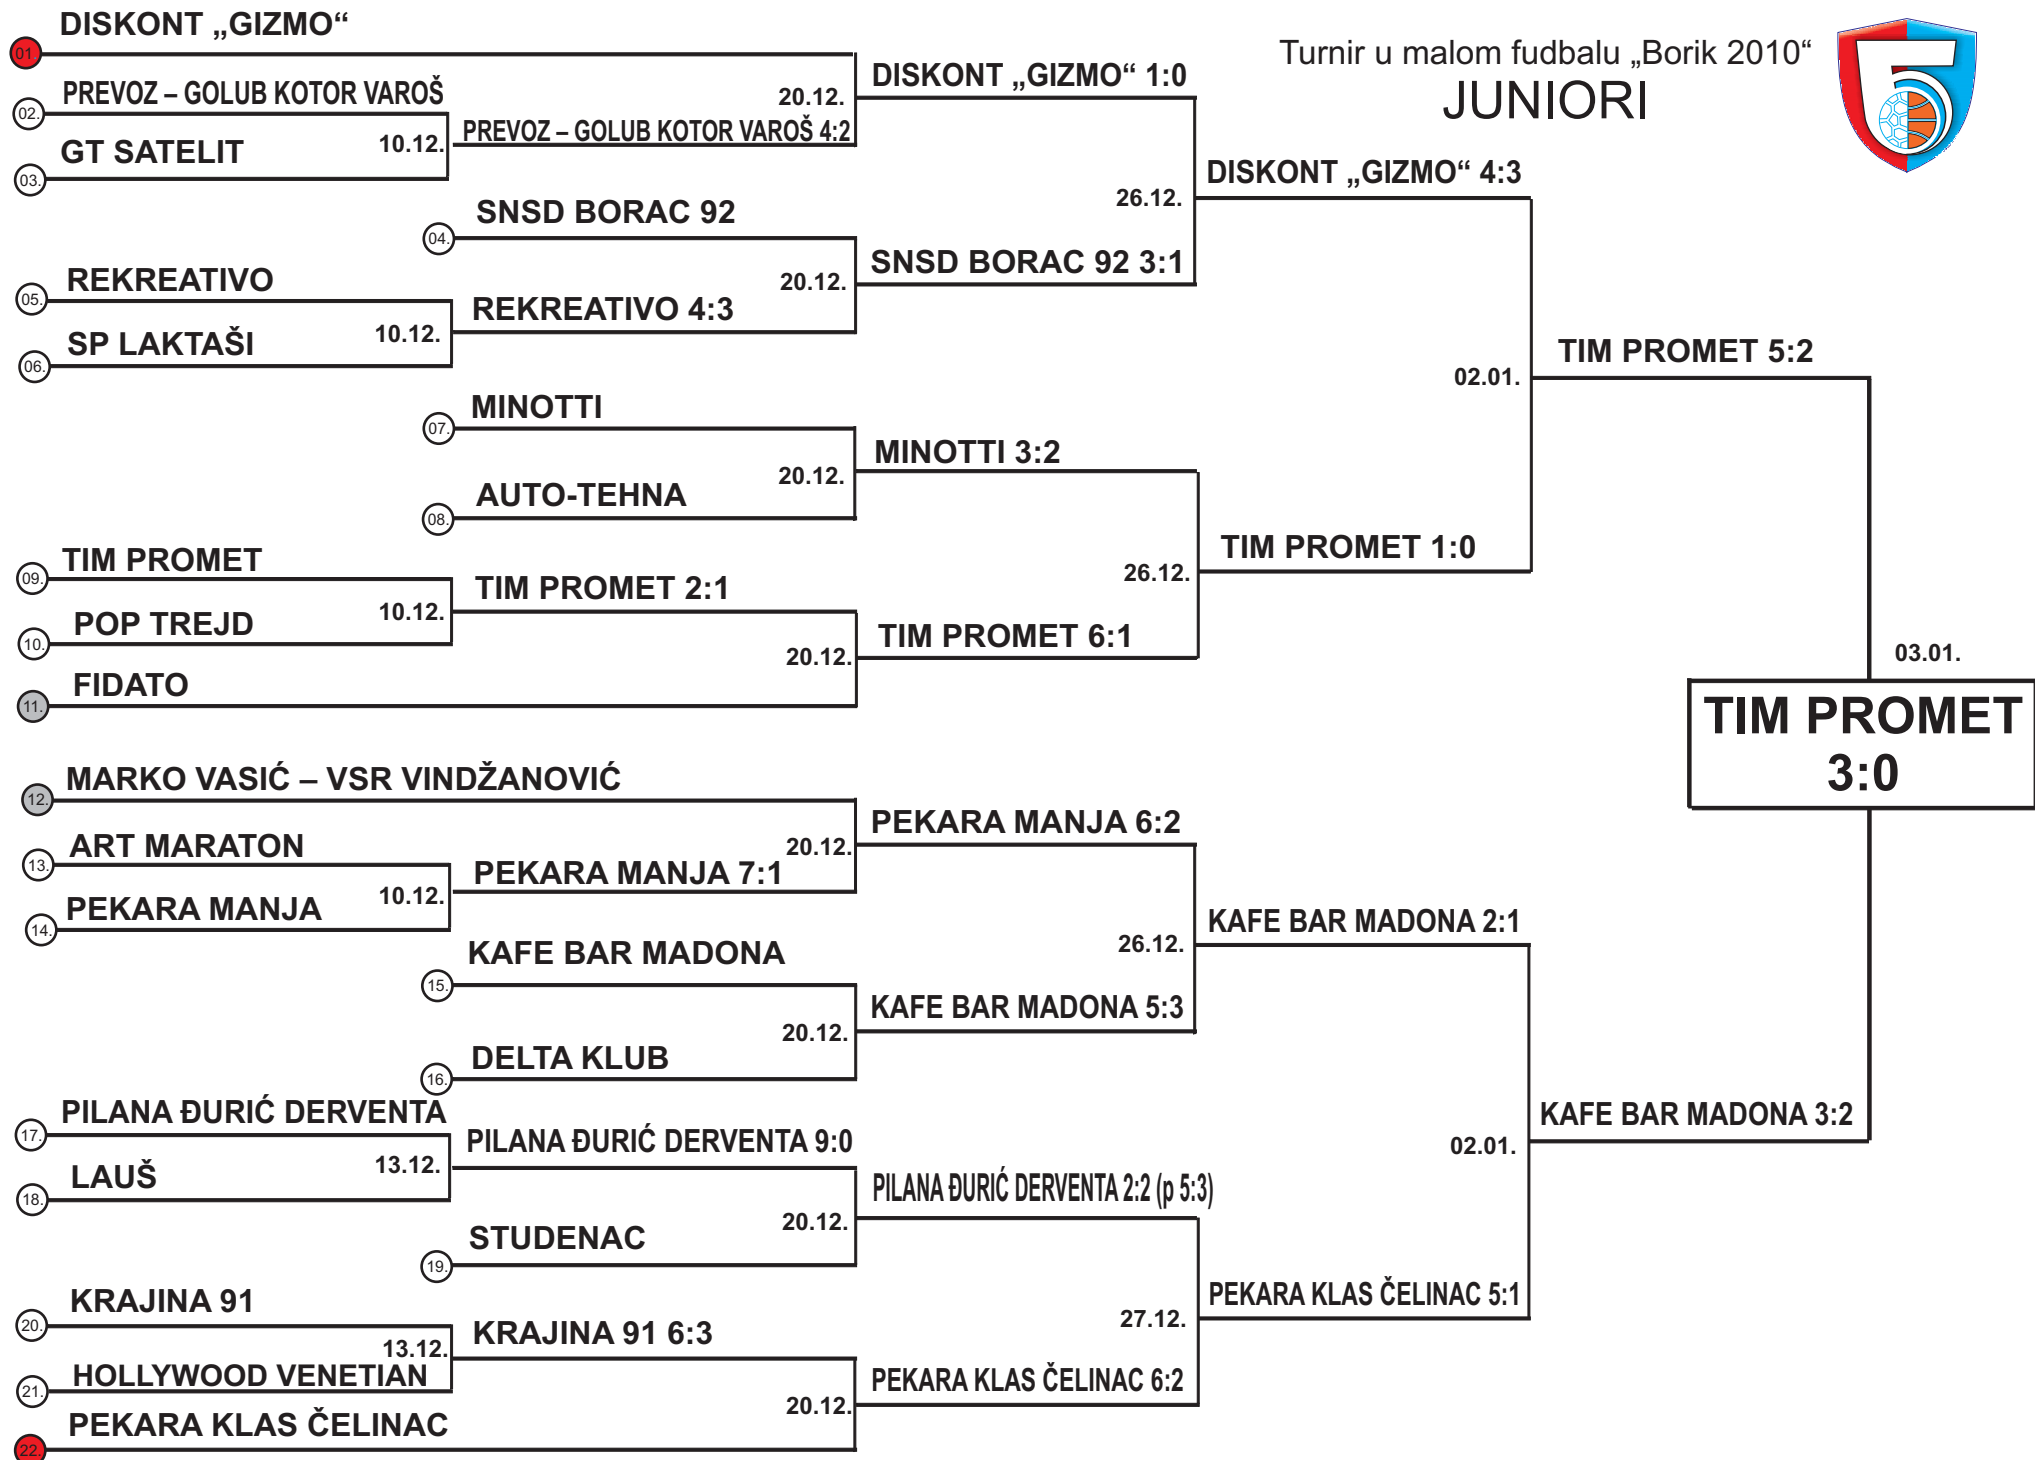 Turnir u malom fudbalu „Borik 2010“
JUNIORI
DISKONT „GIZMO“
01.
PREVOZ – GOLUB KOTOR VAROŠ
02.
GT SATELIT
03.
10.12.
PREVOZ – GOLUB KOTOR VAROŠ 4:2
20.12.
DISKONT „GIZMO“ 1:0
SNSD BORAC 92
04.
REKREATIVO
05.
SP LAKTAŠI
06.
10.12.
REKREATIVO 4:3
20.12.
SNSD BORAC 92 3:1
26.12.
DISKONT „GIZMO“ 4:3
MINOTTI
07.
AUTO-TEHNA
08.
20.12.
MINOTTI 3:2
TIM PROMET
09.
POP TREJD
10.
10.12.
TIM PROMET 2:1
FIDATO
11.
20.12.
TIM PROMET 6:1
26.12.
TIM PROMET 1:0
02.01.
TIM PROMET 5:2
03.01.
TIM PROMET
3:0
MARKO VASIĆ – VSR VINDŽANOVIĆ
12.
ART MARATON
13.
PEKARA MANJA
14.
10.12.
PEKARA MANJA 7:1
20.12.
PEKARA MANJA 6:2
KAFE BAR MADONA
15.
DELTA KLUB
16.
20.12.
KAFE BAR MADONA 5:3
26.12.
KAFE BAR MADONA 2:1
PILANA ĐURIĆ DERVENTA
17.
LAUŠ
18.
13.12.
PILANA ĐURIĆ DERVENTA 9:0
STUDENAC
19.
20.12.
PILANA ĐURIĆ DERVENTA 2:2 (p 5:3)
KRAJINA 91
20.
HOLLYWOOD VENETIAN
21.
13.12.
KRAJINA 91 6:3
PEKARA KLAS ČELINAC
22.
20.12.
PEKARA KLAS ČELINAC 6:2
27.12.
PEKARA KLAS ČELINAC 5:1
02.01.
KAFE BAR MADONA 3:2